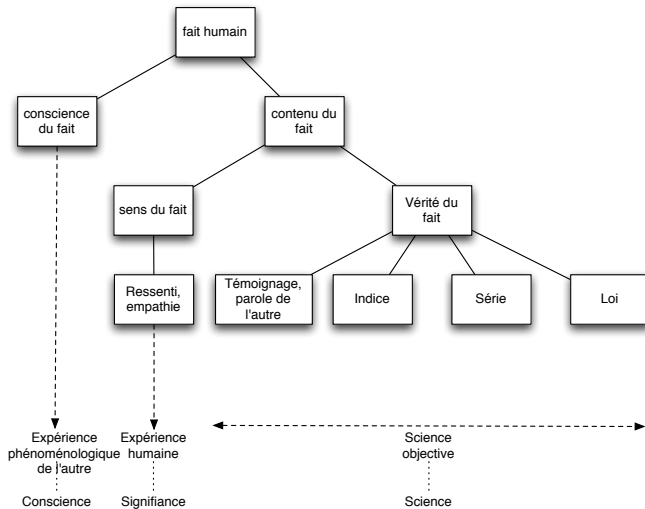 fait humain
conscience
du fait
contenu du
fait
sens du fait
Vérité du
fait
Ressenti,
empathie
Témoignage,
parole de
l'autre
Indice
Série
Loi
Expérience
phénoménologique
de l'autre
Expérience
humaine
Science
objective
Conscience
Signifiance
Science